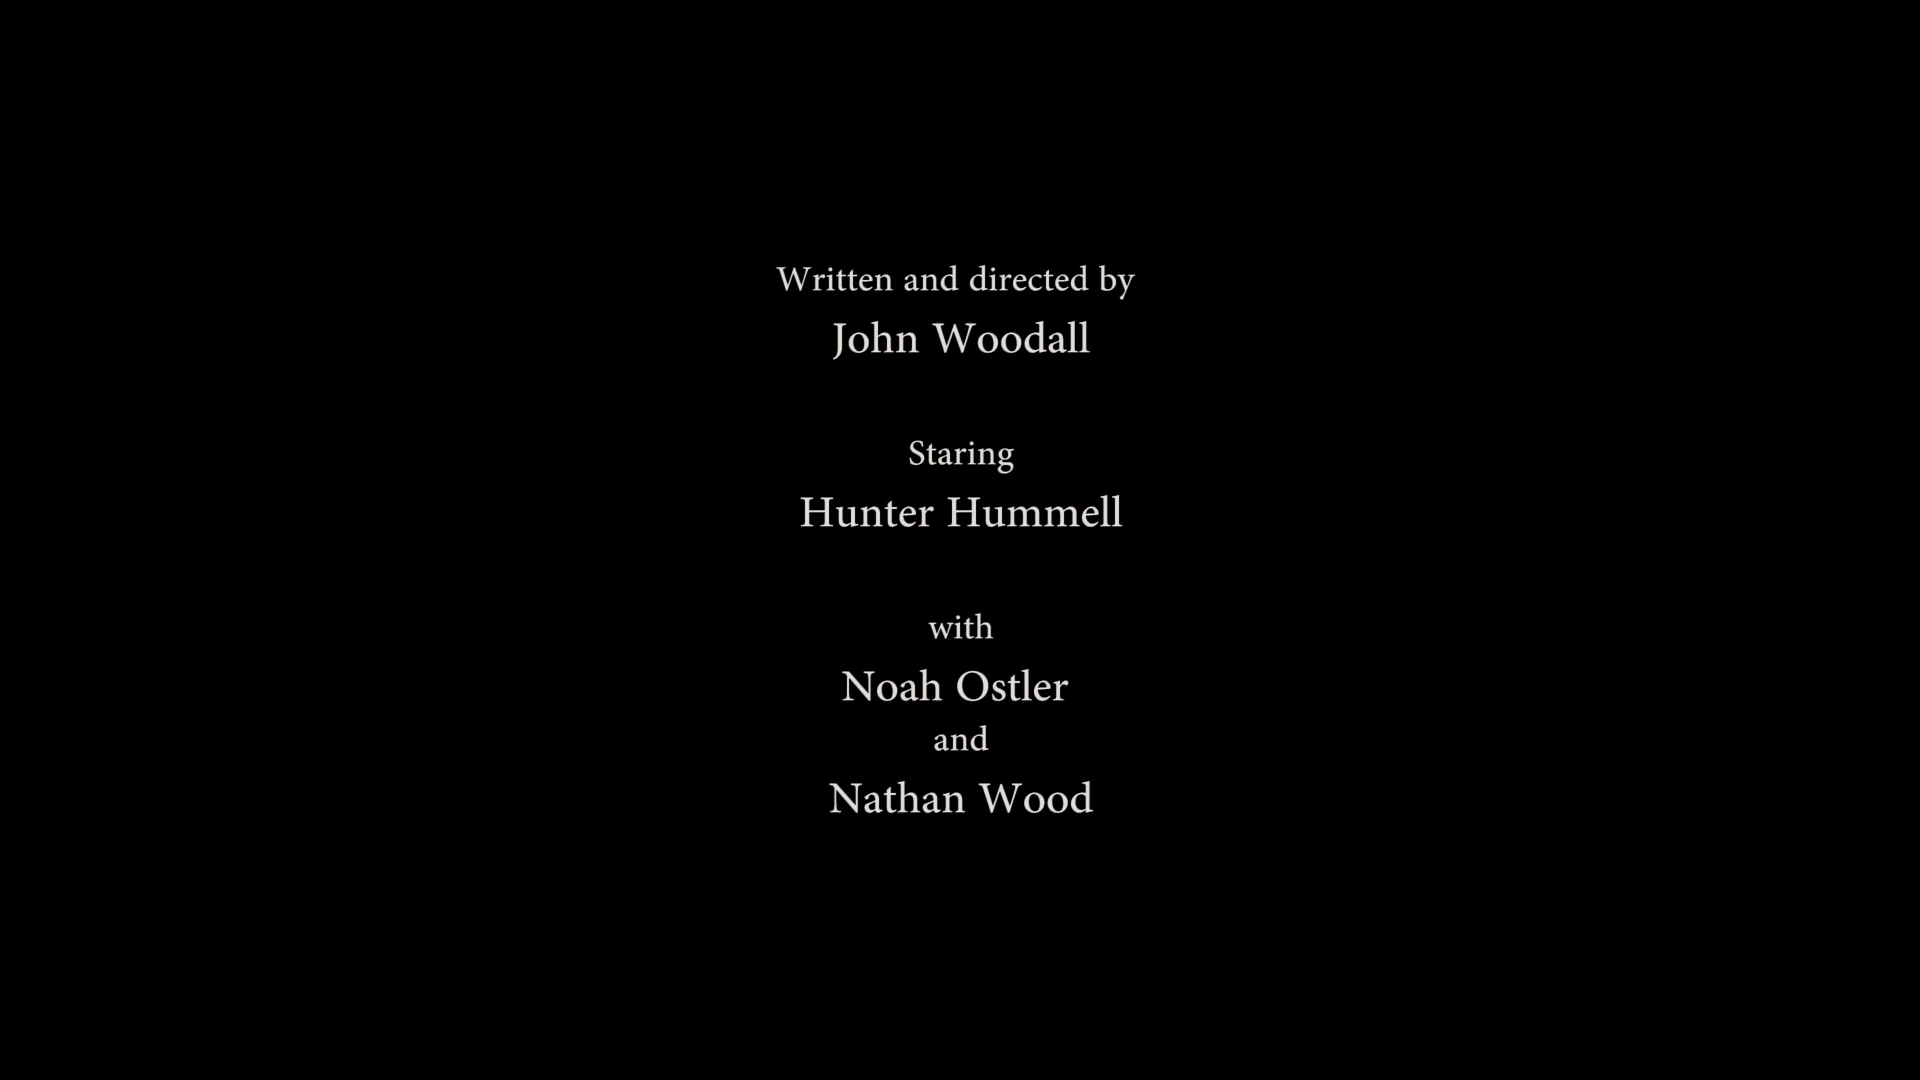 Written and directed by
John Woodall
Staring
Hunter Hummell
with
Noah Ostler
and
Nathan Wood